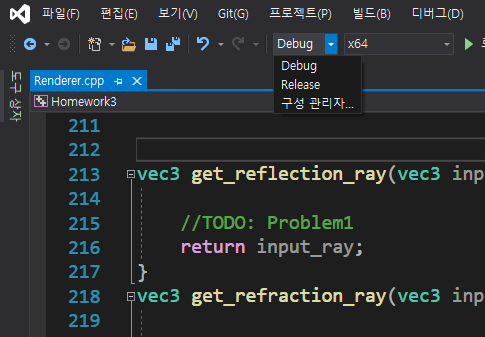 파일(F) 편집(E) 보기(V) Git(G) 프로젝트(P) 빌드(B) 디버그(D)
Debug x64
Debug
Release
구성 관리자...
도구 상자
Renderer.cpp
Homework3
211
212
213 vec3 get_reflection_ray(vec3 inp
214
215 //TODO: Problem1
216 return input_ray;
217 }
218 vec3 get_refraction_ray(vec3 inp
219